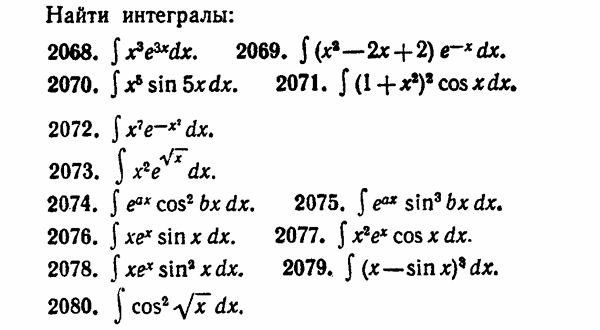 Найти интегралы:
2068. ∫ x³e³ˣdx. 2069. ∫ (x² — 2x + 2) e⁻ˣ dx.
2070. ∫ x⁵ sin 5x dx. 2071. ∫ (1 + x²)² cos x dx.
2072. ∫ x⁷e^{—x²} dx.
2073. ∫ x²e^{√x} dx.
2074. ∫ eᵃˣ cos² bx dx. 2075. ∫ eᵃˣ sin³ bx dx.
2076. ∫ xeˣ sin x dx. 2077. ∫ x²eˣ cos x dx.
2078. ∫ xeˣ sin² x dx. 2079. ∫ (x — sin x)³ dx.
2080. ∫ cos² √x dx.